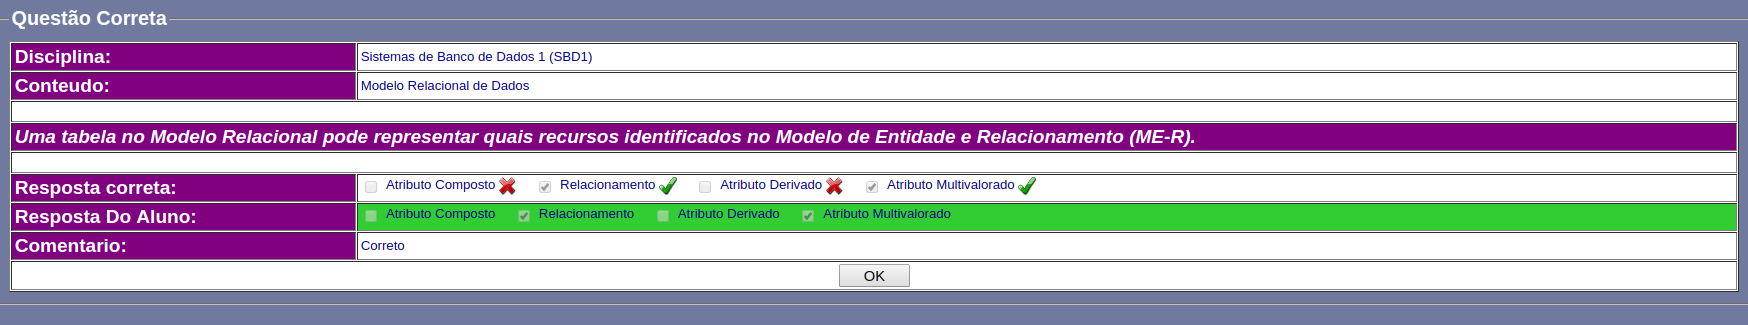 Questão Correta
Disciplina: Sistemas de Banco de Dados 1 (SBD1)
Conteudo: Modelo Relacional de Dados
Uma tabela no Modelo Relacional pode representar quais recursos identificados no Modelo de Entidade e Relacionamento (ME-R).
Resposta correta: Atributo Composto Relacionamento Atributo Derivado Atributo Multivalorado
Resposta Do Aluno: Atributo Composto Relacionamento Atributo Derivado Atributo Multivalorado
Comentario: Correto
OK